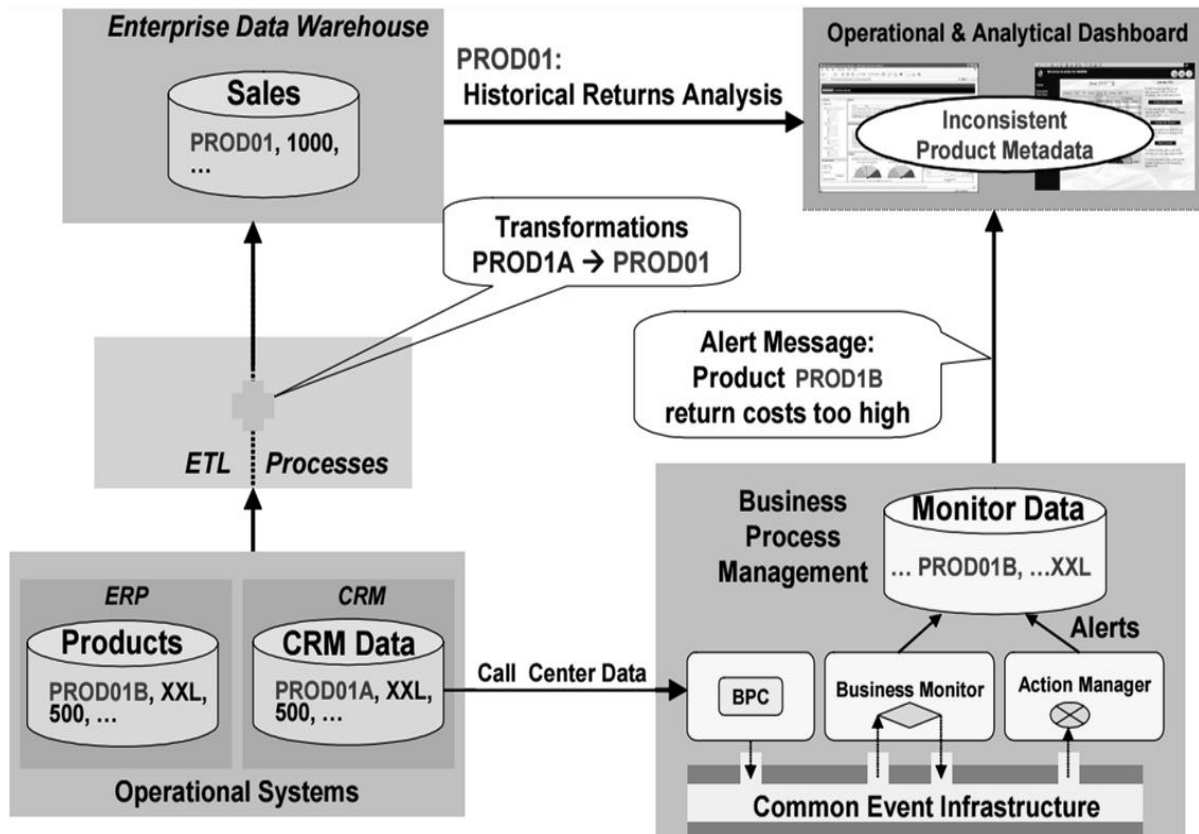 Enterprise Data Warehouse
Sales
PROD01, 1000,
...
PROD01:
Historical Returns Analysis
Operational & Analytical Dashboard
Inconsistent
Product Metadata
Transformations
PROD1A → PROD01
ETL Processes
Alert Message:
Product PROD1B
return costs too high
ERP
Products
PROD01B, XXL,
500, ...
CRM
CRM Data
PROD01A, XXL,
500, ...
Operational Systems
Call Center Data
Business
Process
Management
Monitor Data
... PROD01B, ...XXL
Alerts
BPC
Business Monitor
Action Manager
Common Event Infrastructure